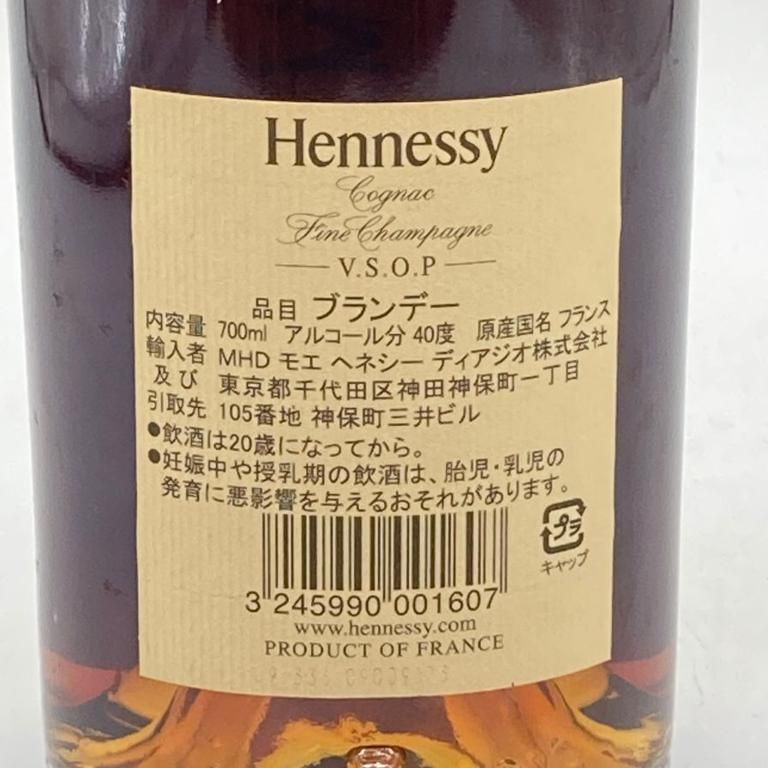 Hennessy
Cognac
Fine Champagne
V.S.O.P
品目 ブランデー
内容量 700ml アルコール分 40度 原産国名 フランス
輸入者 MHD モエ ヘネシー ディアジオ株式会社
及び 東京都千代田区神田神保町一丁目
引取先 105番地 神保町三井ビル
●飲酒は20歳になってから。
●妊娠中や授乳期の飲酒は、胎児・乳児の
発育に悪影響を与えるおそれがあります。
プラ
キャップ
3 245990 001607
www.hennessy.com
PRODUCT OF FRANCE